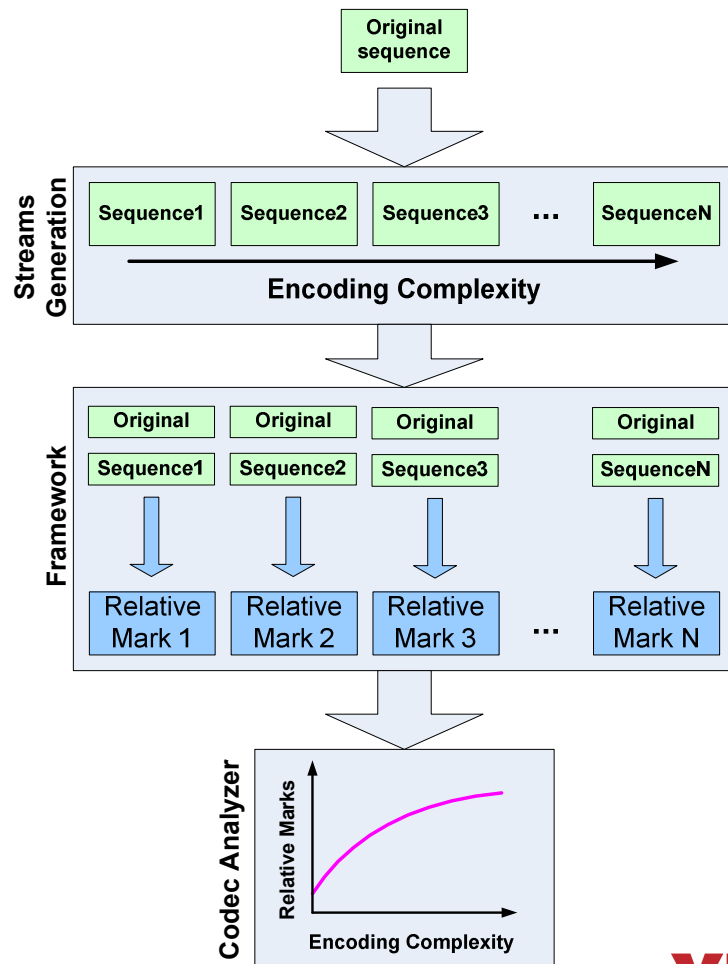 Original
sequence
Streams
Generation
Sequence1 Sequence2 Sequence3 ... SequenceN
Encoding Complexity
Framework
Original Original Original Original
Sequence1 Sequence2 Sequence3 SequenceN
Relative Relative Relative Relative
Mark 1 Mark 2 Mark 3 ... Mark N
Codec Analyzer
Relative Marks
Encoding Complexity